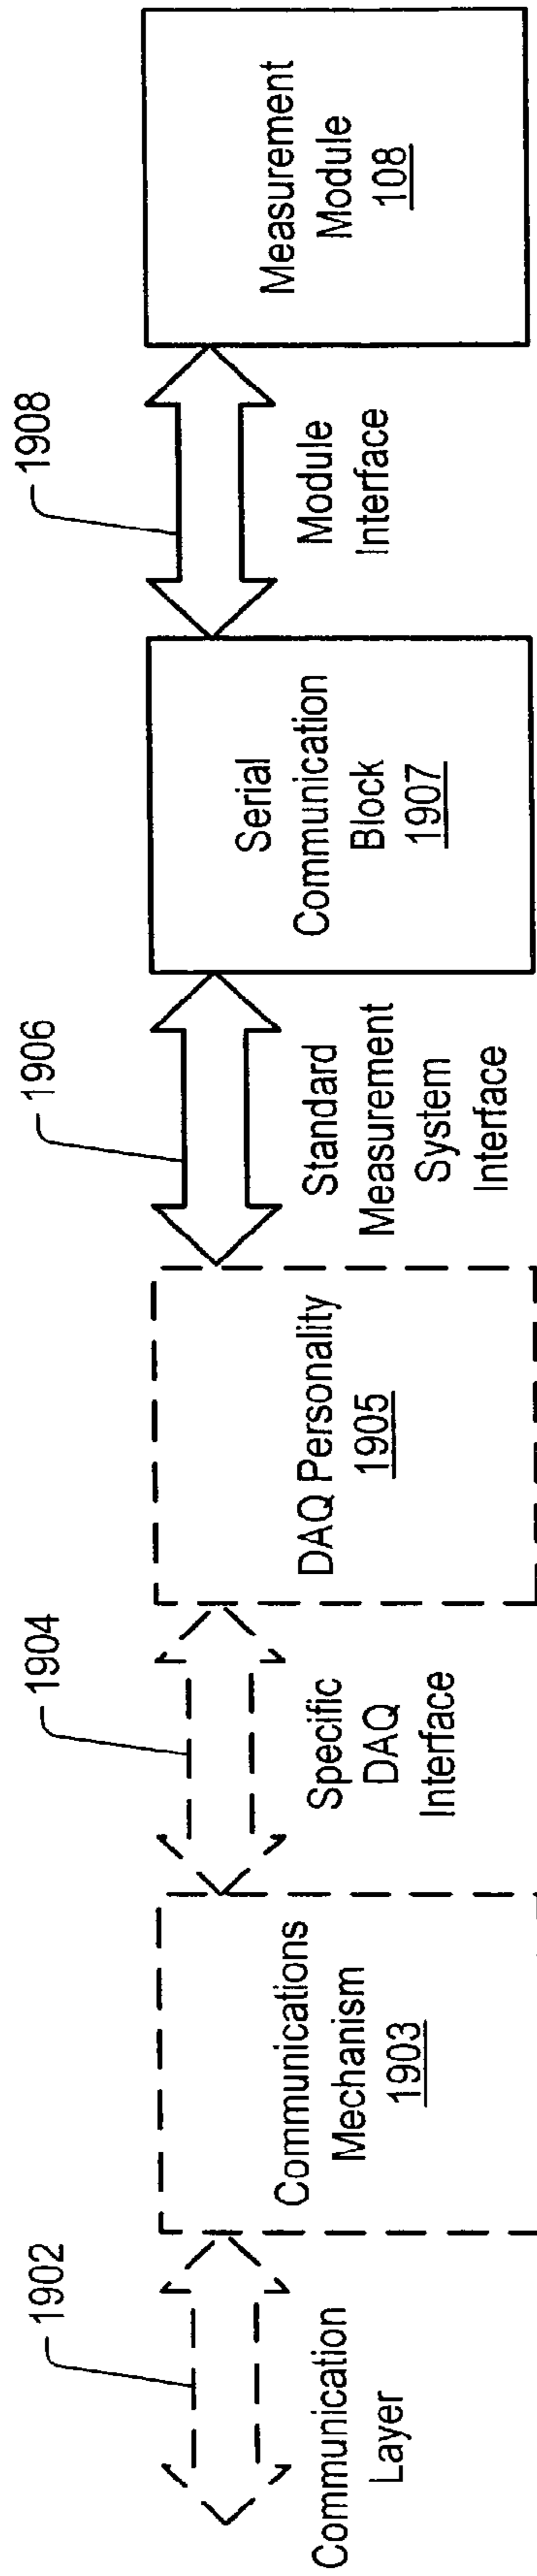 1902
Communication
Layer
Communications
Mechanism
1903
1904
Specific
DAQ
Interface
DAQ Personality
1905
1906
Standard
Measurement
System
Interface
Serial
Communication
Block
1907
1908
Module
Interface
Measurement
Module
108